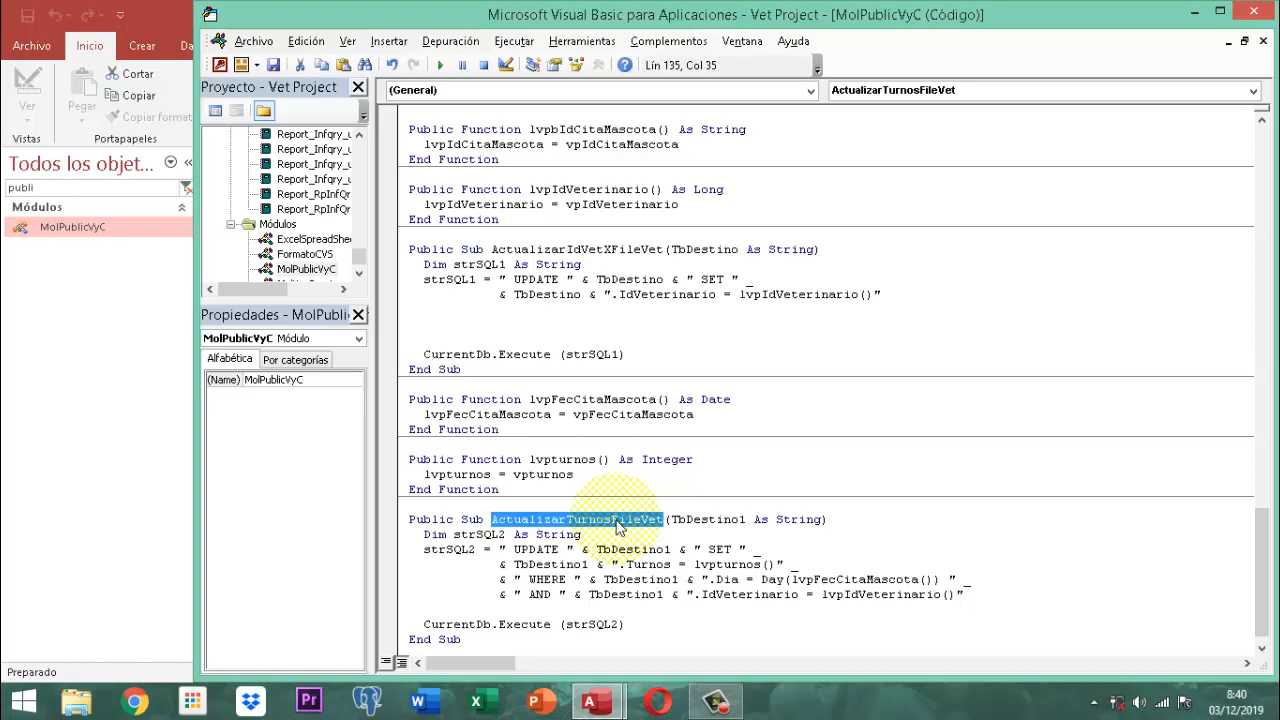 Microsoft Visual Basic para Aplicaciones - Vet Project - [MolPublicVyC (Código)]
Archivo Inicio Crear Da
Archivo Edición Ver Insertar Depuración Ejecutar Herramientas Complementos Ventana Ayuda
Lín 135, Col 35
Ver
Vistas
Pegar
Cortar
Copiar
Copiar format
Portapapeles
Todos los objet...
publi
Módulos
MolPublicVyC
Proyecto - Vet Project
Report_Infqry_u
Report_Infqry_u
Report_Infqry_u
Report_Infqry_u
Report_RpInfQr
Report_RpInfQr
Módulos
ExcelSpreadShe
FormatoCVS
MolPublicVyC
Propiedades - MolPubli
MolPublicVyC Módulo
Alfabética Por categorías
(Name) MolPublicVyC
(General) ActualizarTurnosFileVet
Public Function lvpbIdCitaMascota() As String
lvpIdCitaMascota = vpIdCitaMascota
End Function
Public Function lvpIdVeterinario() As Long
lvpIdVeterinario = vpIdVeterinario
End Function
Public Sub ActualizarIdVetXFileVet(TbDestino As String)
Dim strSQL1 As String
strSQL1 = " UPDATE " & TbDestino & " SET " _
& TbDestino & ".IdVeterinario = lvpIdVeterinario()"
CurrentDb.Execute (strSQL1)
End Sub
Public Function lvpFecCitaMascota() As Date
lvpFecCitaMascota = vpFecCitaMascota
End Function
Public Function lvpturnos() As Integer
lvpturnos = vpturnos
End Function
Public Sub ActualizarTurnosFileVet(TbDestino1 As String)
Dim strSQL2 As String
strSQL2 = " UPDATE " & TbDestino1 & " SET " _
& TbDestino1 & ".Turnos = lvpturnos()" _
& " WHERE " & TbDestino1 & ".Dia = Day(lvpFecCitaMascota()) " _
& " AND " & TbDestino1 & ".IdVeterinario = lvpIdVeterinario()"
CurrentDb.Execute (strSQL2)
End Sub
Preparado
8:40
03/12/2019